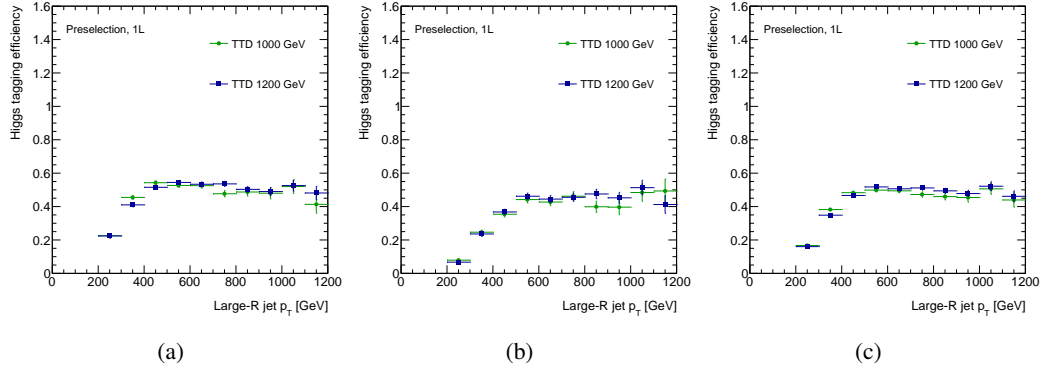 Higgs tagging efficiency
1.6
1.4
1.2
1
0.8
0.6
0.4
0.2
0
Preselection, 1L
TTD 1000 GeV
TTD 1200 GeV
0 200 400 600 800 1000 1200
Large-R jet p_T [GeV]
(a)
Higgs tagging efficiency
1.6
1.4
1.2
1
0.8
0.6
0.4
0.2
0
Preselection, 1L
TTD 1000 GeV
TTD 1200 GeV
0 200 400 600 800 1000 1200
Large-R jet p_T [GeV]
(b)
Higgs tagging efficiency
1.6
1.4
1.2
1
0.8
0.6
0.4
0.2
0
Preselection, 1L
TTD 1000 GeV
TTD 1200 GeV
0 200 400 600 800 1000 1200
Large-R jet p_T [GeV]
(c)